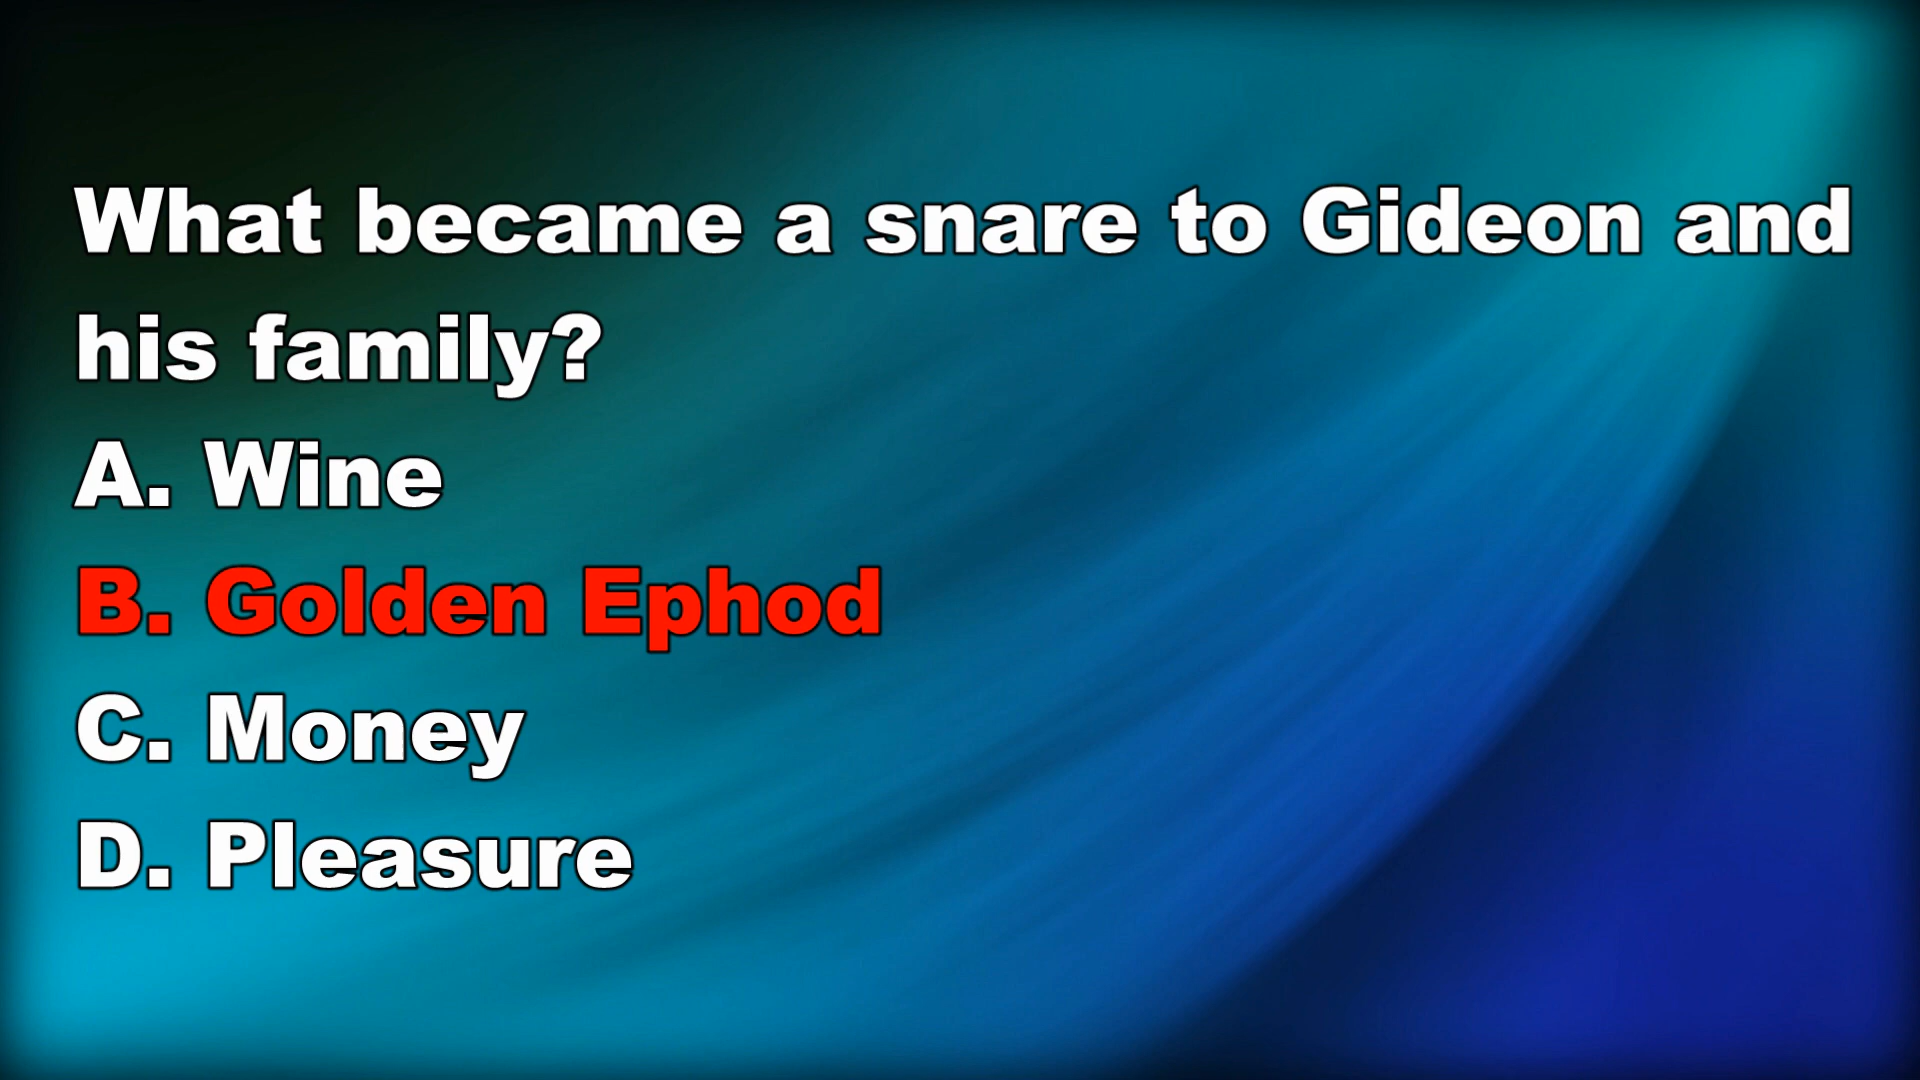 What became a snare to Gideon and
his family?
A. Wine
B. Golden Ephod
C. Money
D. Pleasure